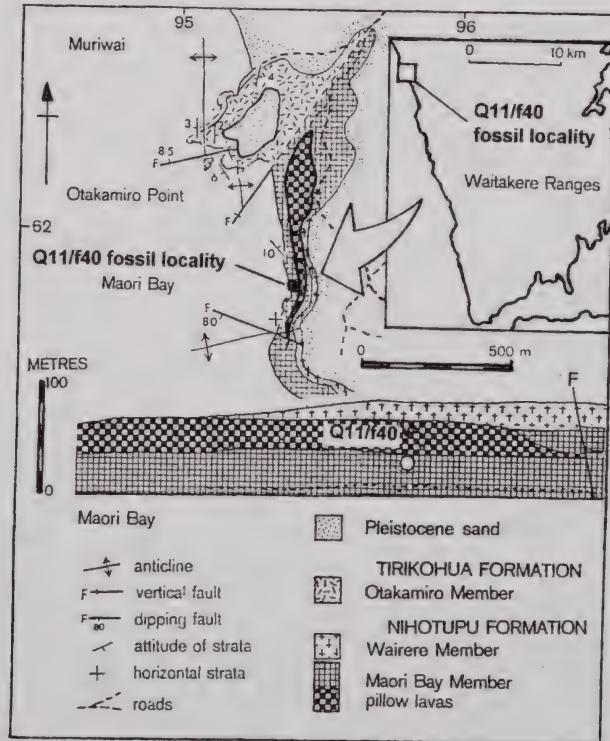 95
96
Muriwai
0 10 km
Q11/f40
fossil locality
3
Waitakere Ranges
85
F
6
Otakamiro Point
F
62
10
Q11/f40 fossil locality
Maori Bay
F
80
0 500 m
METRES
100
F
Q11/f40
0
Maori Bay
anticline
F vertical fault
F 80 dipping fault
attitude of strata
horizontal strata
roads
Pleistocene sand
TIRIKOHUA FORMATION
Otakamiro Member
NIHOTUPU FORMATION
Wairere Member
Maori Bay Member
pillow lavas